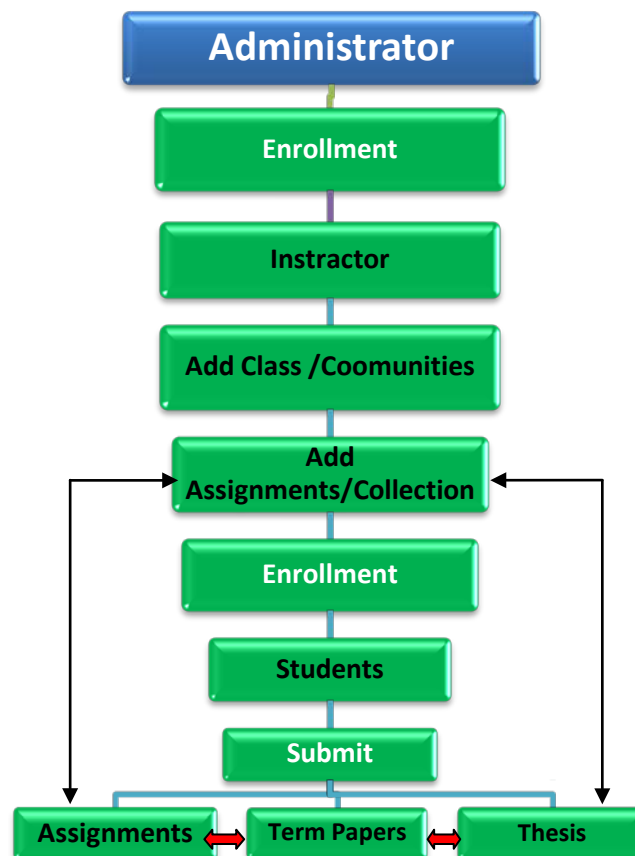 Administrator
Enrollment
Instractor
Add Class /Coomunities
Add
Assignments/Collection
Enrollment
Students
Submit
Assignments
Term Papers
Thesis